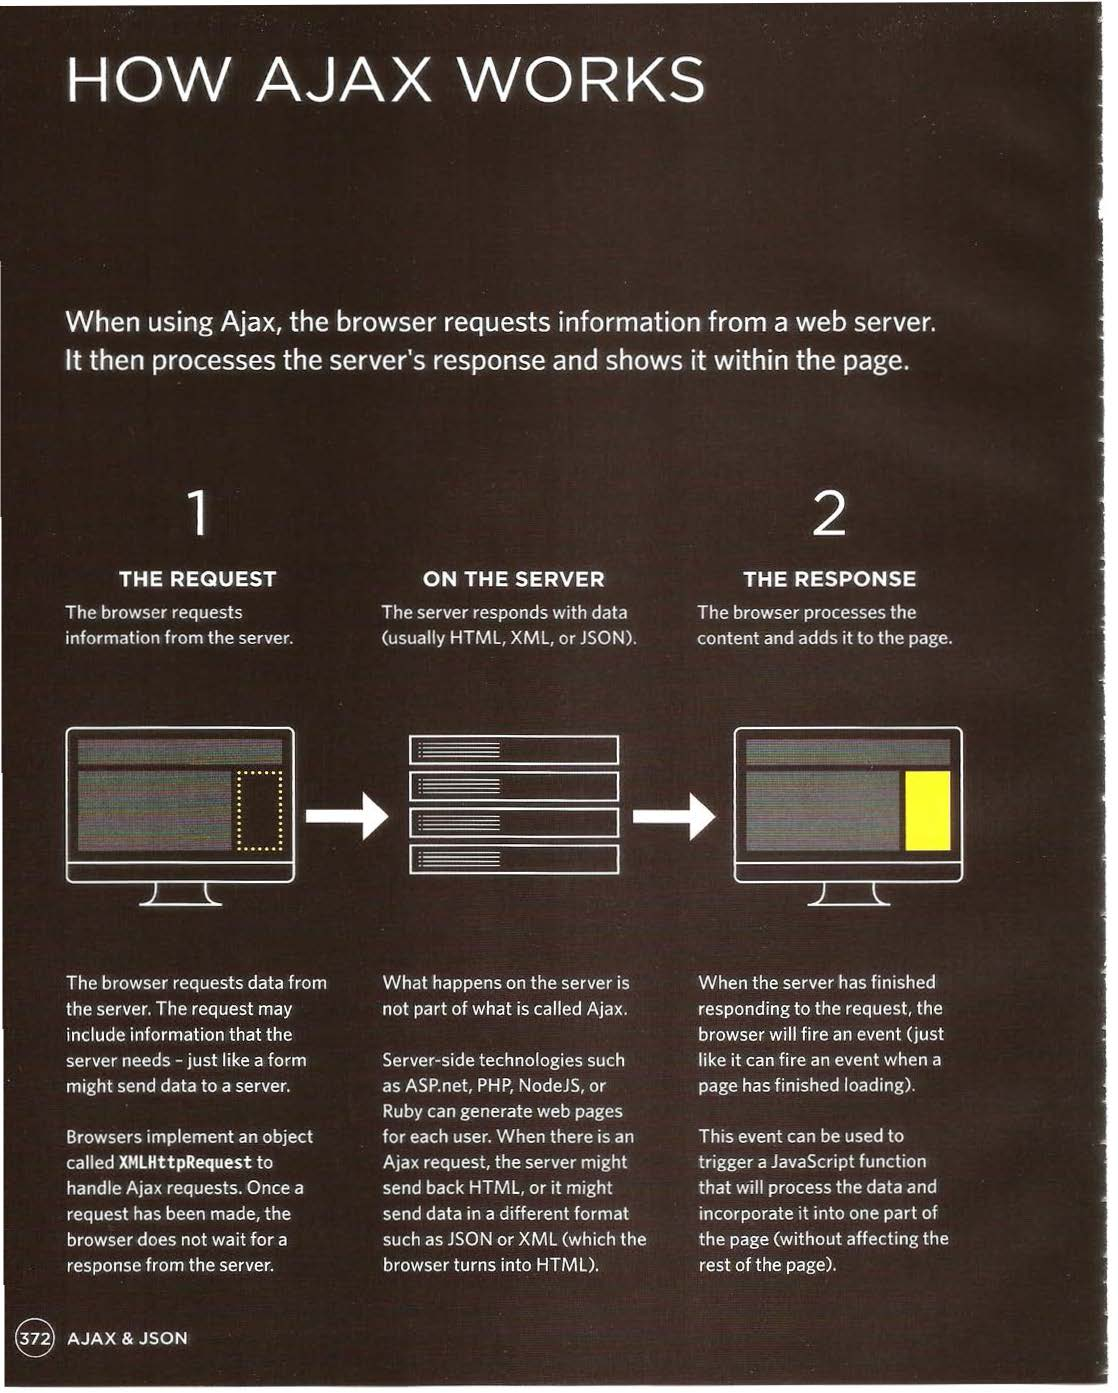 HOW AJAX WORKS
When using Ajax, the browser requests information from a web server.
It then processes the server's response and shows it within the page.
1
THE REQUEST
The browser requests
information from the server.
ON THE SERVER
The server responds with data
(usually HTML, XML, or JSON).
2
THE RESPONSE
The browser processes the
content and adds it to the page.
The browser requests data from
the server. The request may
include information that the
server needs – just like a form
might send data to a server.
Browsers implement an object
called XMLHttpRequest to
handle Ajax requests. Once a
request has been made, the
browser does not wait for a
response from the server.
What happens on the server is
not part of what is called Ajax.
Server-side technologies such
as ASP.net, PHP, NodeJS, or
Ruby can generate web pages
for each user. When there is an
Ajax request, the server might
send back HTML, or it might
send data in a different format
such as JSON or XML (which the
browser turns into HTML).
When the server has finished
responding to the request, the
browser will fire an event (just
like it can fire an event when a
page has finished loading).
This event can be used to
trigger a JavaScript function
that will process the data and
incorporate it into one part of
the page (without affecting the
rest of the page).
372 AJAX & JSON